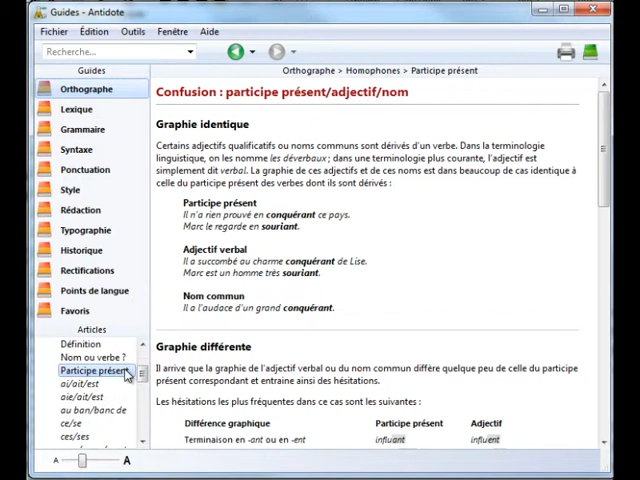 Guides - Antidote
Fichier Édition Outils Fenêtre Aide
Recherche...
Guides
Orthographe > Homophones > Participe présent
Orthographe
Lexique
Grammaire
Syntaxe
Ponctuation
Style
Rédaction
Typographie
Historique
Rectifications
Points de langue
Favoris
Articles
Définition
Nom ou verbe ?
Participe présent
ai/ait/est
aie/ait/est
au ban/banc de
ce/se
ces/ses
A A
Confusion : participe présent/adjectif/nom
Graphie identique
Certains adjectifs qualificatifs ou noms communs sont dérivés d'un verbe. Dans la terminologie
linguistique, on les nomme les déverbaux ; dans une terminologie plus courante, l'adjectif est
simplement dit verbal. La graphie de ces adjectifs et de ces noms est dans beaucoup de cas identique à
celle du participe présent des verbes dont ils sont dérivés :
Participe présent
Il n'a rien prouvé en conquérant ce pays.
Marc le regarde en souriant.
Adjectif verbal
Il a succombé au charme conquérant de Lise.
Marc est un homme très souriant.
Nom commun
Il a l'audace d'un grand conquérant.
Graphie différente
Il arrive que la graphie de l'adjectif verbal ou du nom commun diffère quelque peu de celle du participe
présent correspondant et entraine ainsi des hésitations.
Les hésitations les plus fréquentes dans ce cas sont les suivantes :
Différence graphique Participe présent Adjectif
Terminaison en -ant ou en -ent influant influent